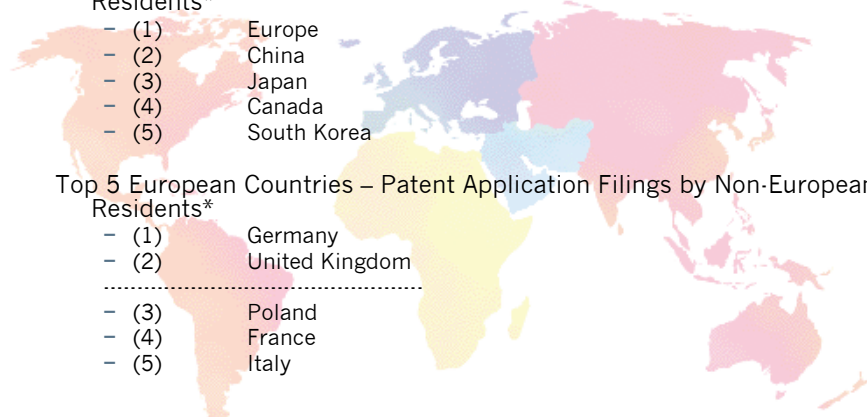 Residents*
– (1) Europe
– (2) China
– (3) Japan
– (4) Canada
– (5) South Korea
Top 5 European Countries – Patent Application Filings by Non-European
Residents*
– (1) Germany
– (2) United Kingdom
– (3) Poland
– (4) France
– (5) Italy